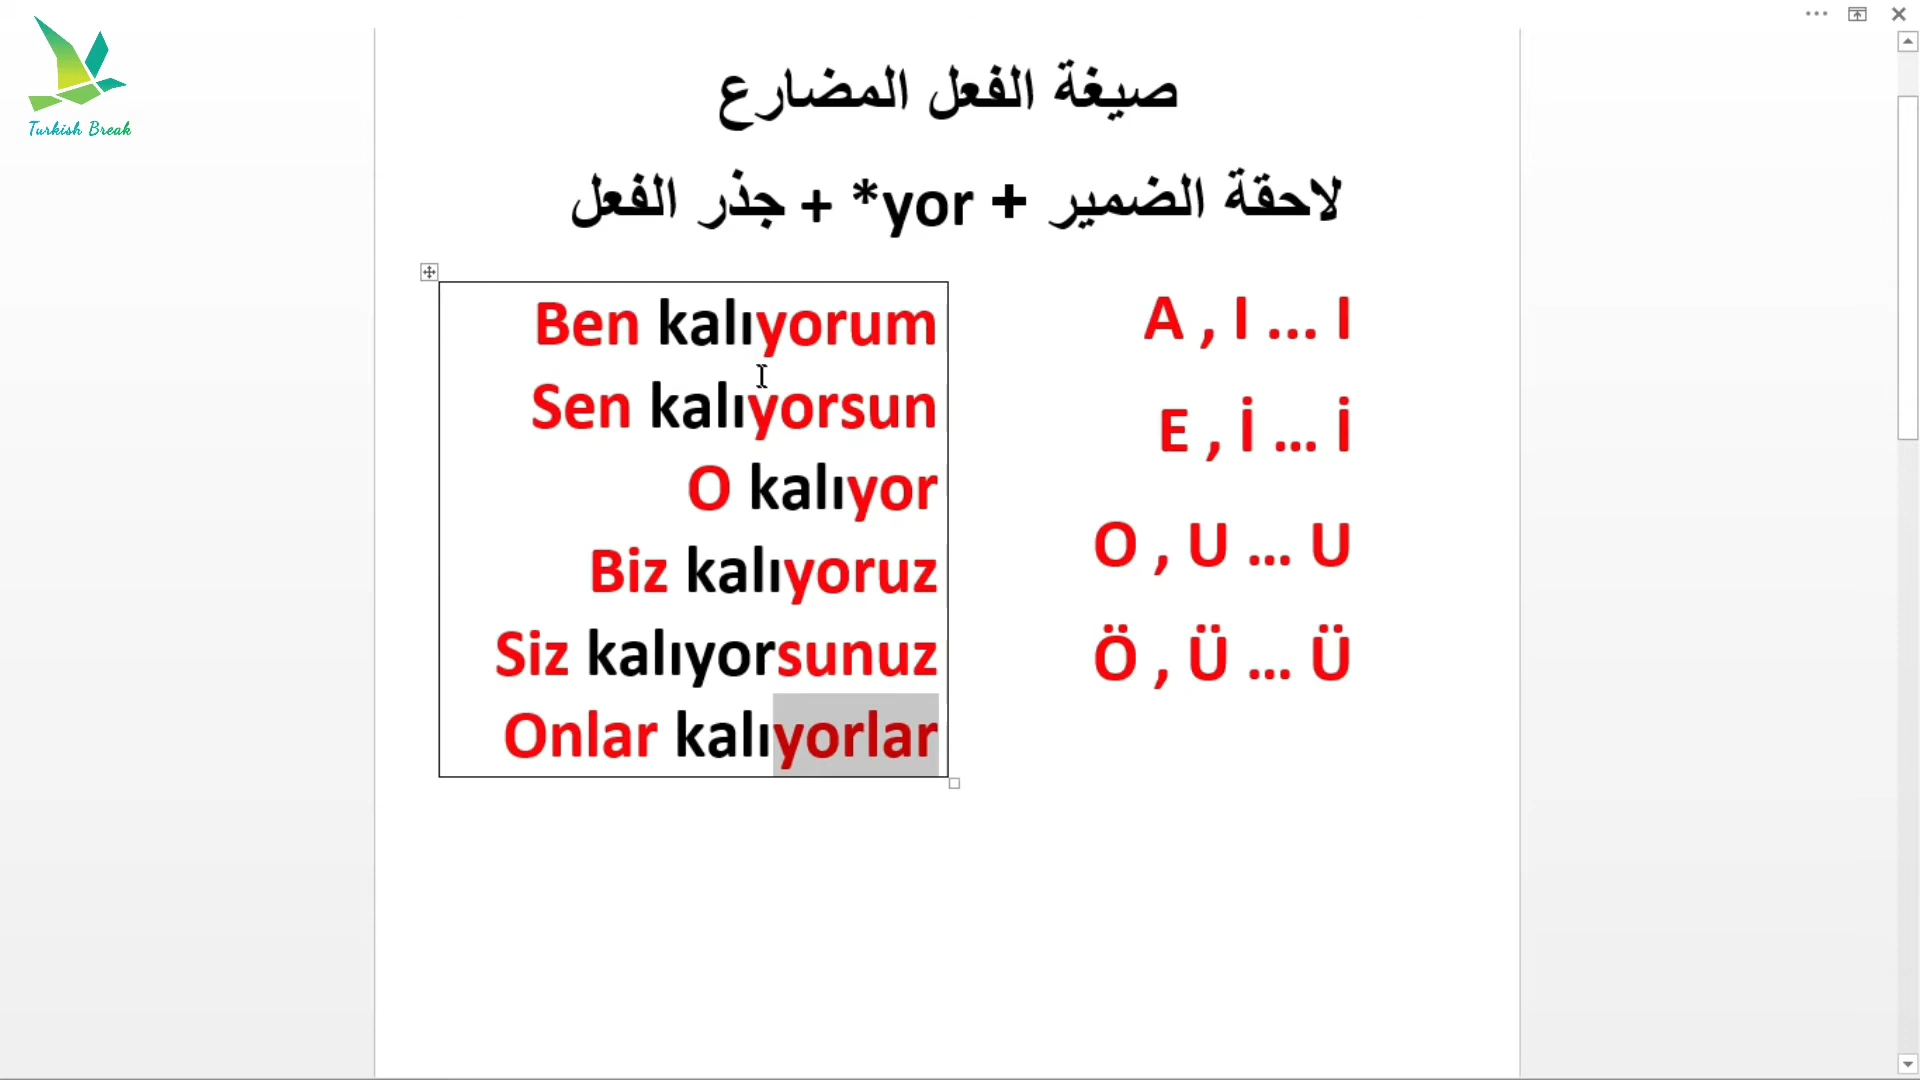 Turkish Break
صيغة الفعل المضارع
جذر الفعل + *yor + لاحقة الضمير
Ben kalıyorum
Sen kalıyorsun
O kalıyor
Biz kalıyoruz
Siz kalıyorsunuz
Onlar kalıyorlar
A , I ... I
E , İ ... İ
O , U ... U
Ö , Ü ... Ü